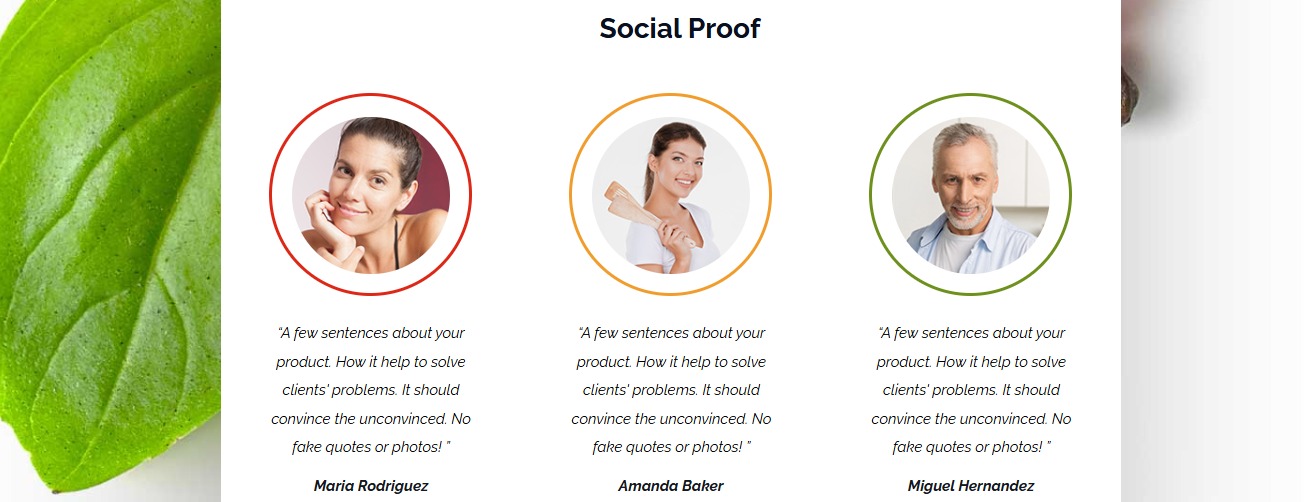 Social Proof
“A few sentences about your
product. How it help to solve
clients' problems. It should
convince the unconvinced. No
fake quotes or photos! ”
Maria Rodriguez
“A few sentences about your
product. How it help to solve
clients' problems. It should
convince the unconvinced. No
fake quotes or photos! ”
Amanda Baker
“A few sentences about your
product. How it help to solve
clients' problems. It should
convince the unconvinced. No
fake quotes or photos! ”
Miguel Hernandez